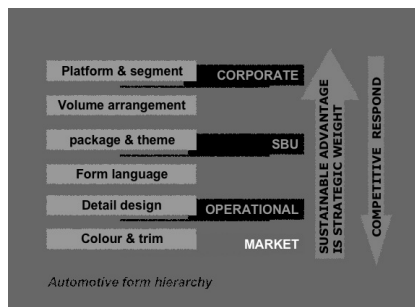 Platform & segment
CORPORATE
Volume arrangement
package & theme
SBU
Form language
Detail design
OPERATIONAL
Colour & trim
MARKET
SUSTAINABLE ADVANTAGE
IS STRATEGIC WEIGHT
COMPETITIVE RESPOND
Automotive form hierarchy